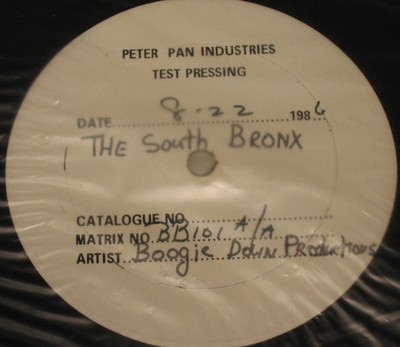 PETER PAN INDUSTRIES
TEST PRESSING
DATE 8-22 1986
1 THE South BRONX
CATALOGUE NO.
MATRIX NO. BB101 A/A
ARTIST Boogie Down Productions